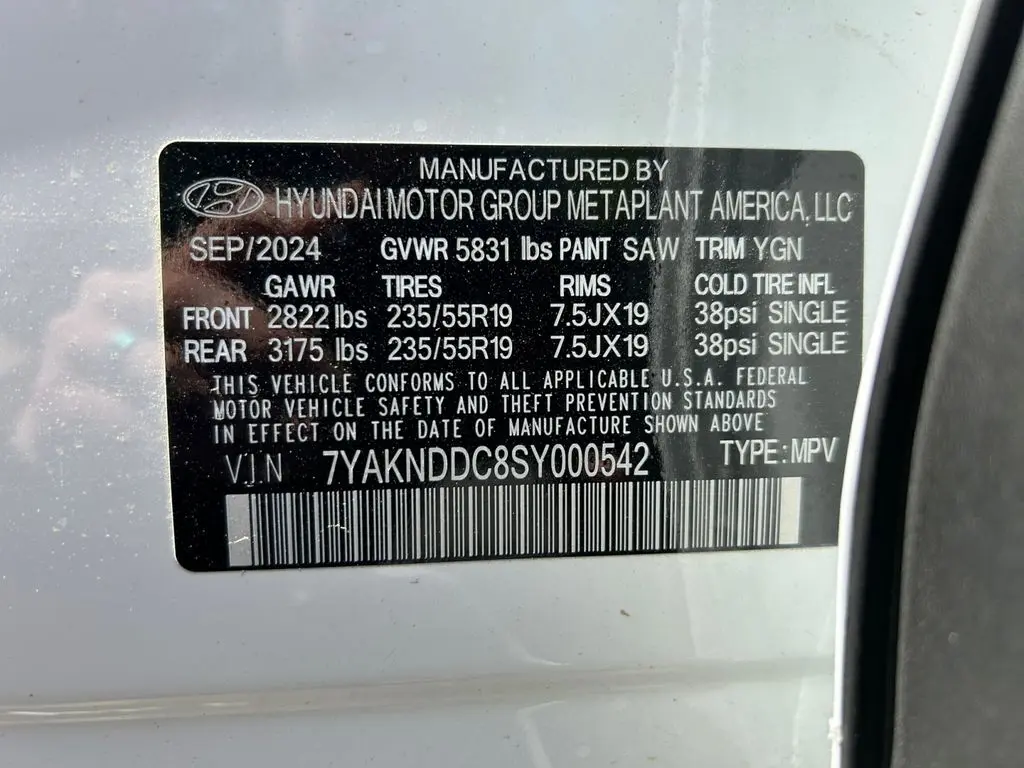 MANUFACTURED BY
HYUNDAI MOTOR GROUP METAPLANT AMERICA, LLC
SEP/2024 GVWR 5831 lbs PAINT SAW TRIM YGN
GAWR TIRES RIMS COLD TIRE INFL
FRONT 2822 lbs 235/55R19 7.5JX19 38psi SINGLE
REAR 3175 lbs 235/55R19 7.5JX19 38psi SINGLE
THIS VEHICLE CONFORMS TO ALL APPLICABLE U.S.A. FEDERAL
MOTOR VEHICLE SAFETY AND THEFT PREVENTION STANDARDS
IN EFFECT ON THE DATE OF MANUFACTURE SHOWN ABOVE
VIN 7YAKNDDC8SY000542 TYPE: MPV